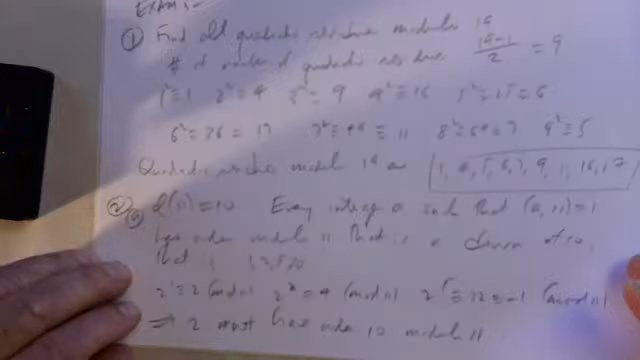 EXAM
① Find all quadratic residues modulo 19
# of quadratic residues (19-1)/2 = 9
1² ≡ 1 2² ≡ 4 3² ≡ 9 4² ≡ 16 5² ≡ 25 ≡ 6
6² ≡ 36 ≡ 17 7² ≡ 49 ≡ 11 8² ≡ 64 ≡ 7 9² ≡ 5
Quadratic residues modulo 19 are 1, 4, 5, 6, 7, 9, 11, 16, 17
② ⓐ φ(11) = 10 Every integer a such that (a, 11) = 1
has order modulo 11 that is a divisor of 10,
that is 1, 2, 5, 10
2¹ ≡ 2 (mod 11) 2² ≡ 4 (mod 11) 2⁵ ≡ 32 ≡ -1 (mod 11)
⇒ 2 must have order 10 modulo 11